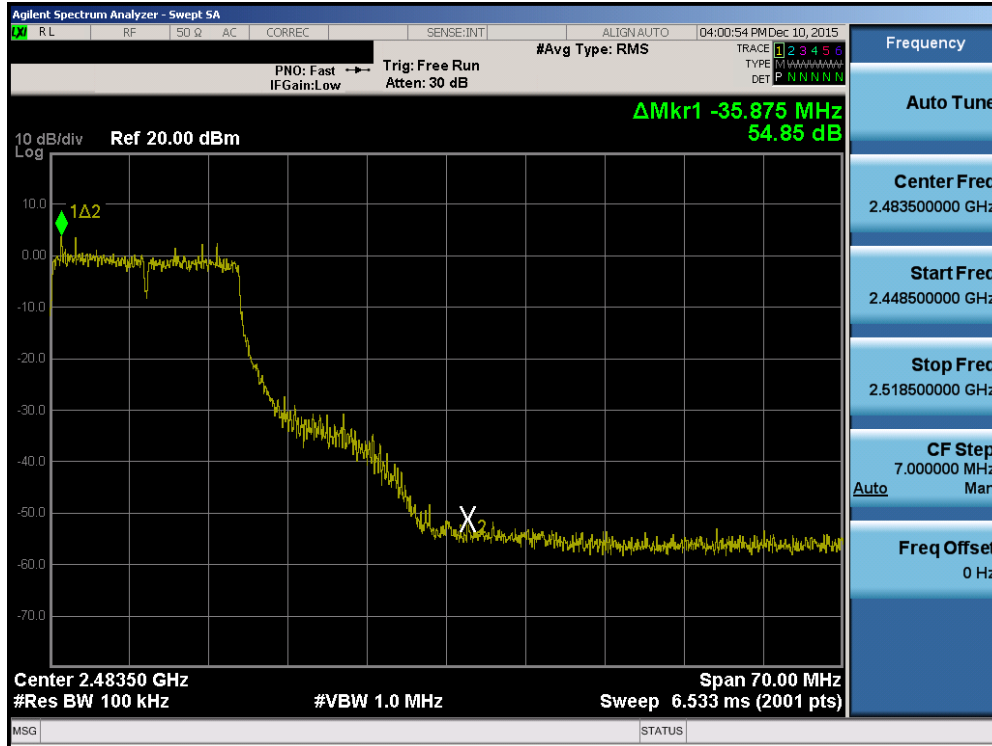 Agilent Spectrum Analyzer - Swept SA
LXI RL RF 50 Ω AC CORREC SENSE:INT ALIGN AUTO 04:00:54 PM Dec 10, 2015
#Avg Type: RMS
TRACE 1 2 3 4 5 6
PNO: Fast
Trig: Free Run
TYPE M
IFGain:Low
Atten: 30 dB
DET P N N N N N
ΔMkr1 -35.875 MHz
54.85 dB
10 dB/div Ref 20.00 dBm
Log
10.0
1Δ2
0.00
-10.0
-20.0
-30.0
-40.0
-50.0
X2
-60.0
-70.0
Center 2.48350 GHz Span 70.00 MHz
#Res BW 100 kHz #VBW 1.0 MHz Sweep 6.533 ms (2001 pts)
MSG STATUS
Frequency
Auto Tune
Center Freq
2.483500000 GHz
Start Freq
2.448500000 GHz
Stop Freq
2.518500000 GHz
CF Step
7.000000 MHz
Auto Man
Freq Offset
0 Hz